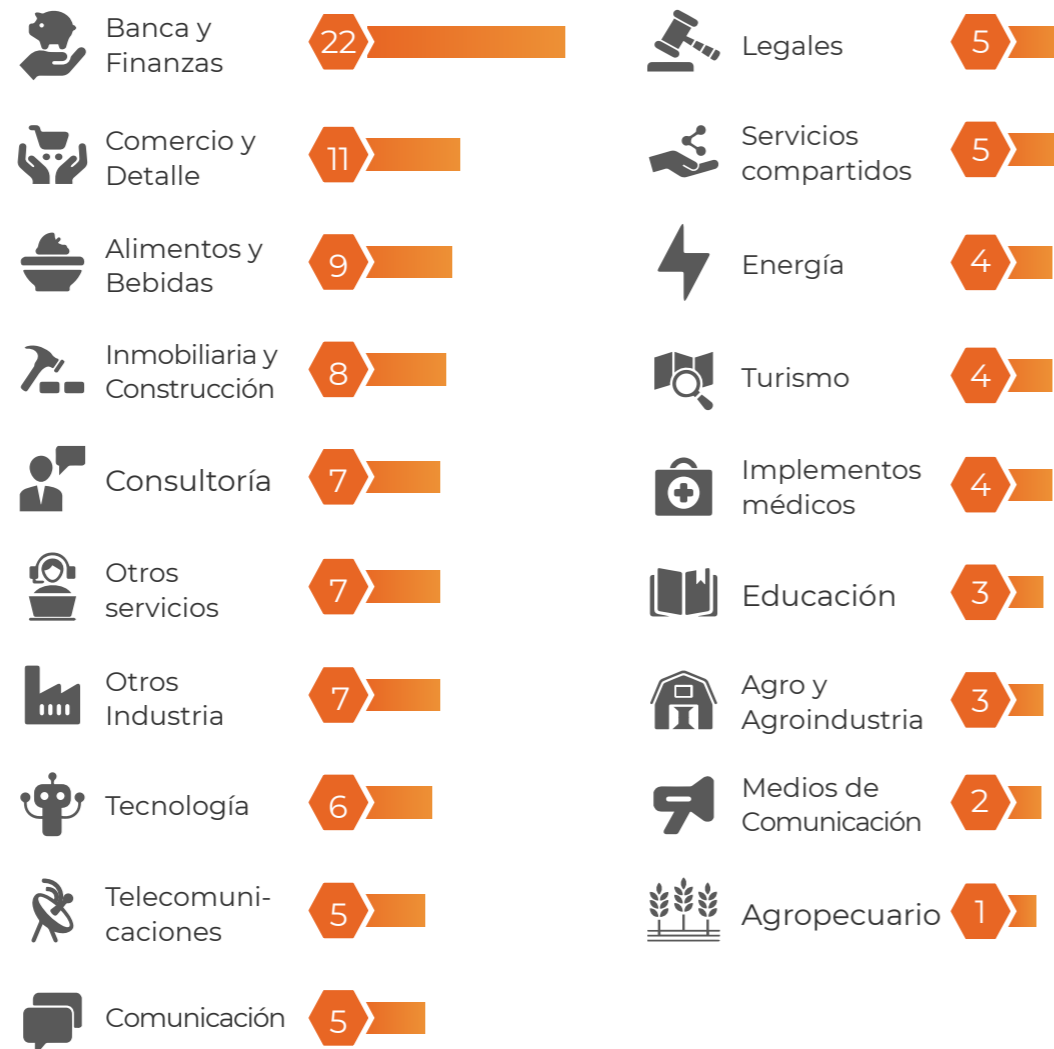 Banca y
Finanzas
22
Comercio y
Detalle
11
Alimentos y
Bebidas
9
Inmobiliaria y
Construcción
8
Consultoría
7
Otros
servicios
7
Otros
Industria
7
Tecnología
6
Telecomuni-
caciones
5
Comunicación
5
Legales
5
Servicios
compartidos
5
Energía
4
Turismo
4
Implementos
médicos
4
Educación
3
Agro y
Agroindustria
3
Medios de
Comunicación
2
Agropecuario
1